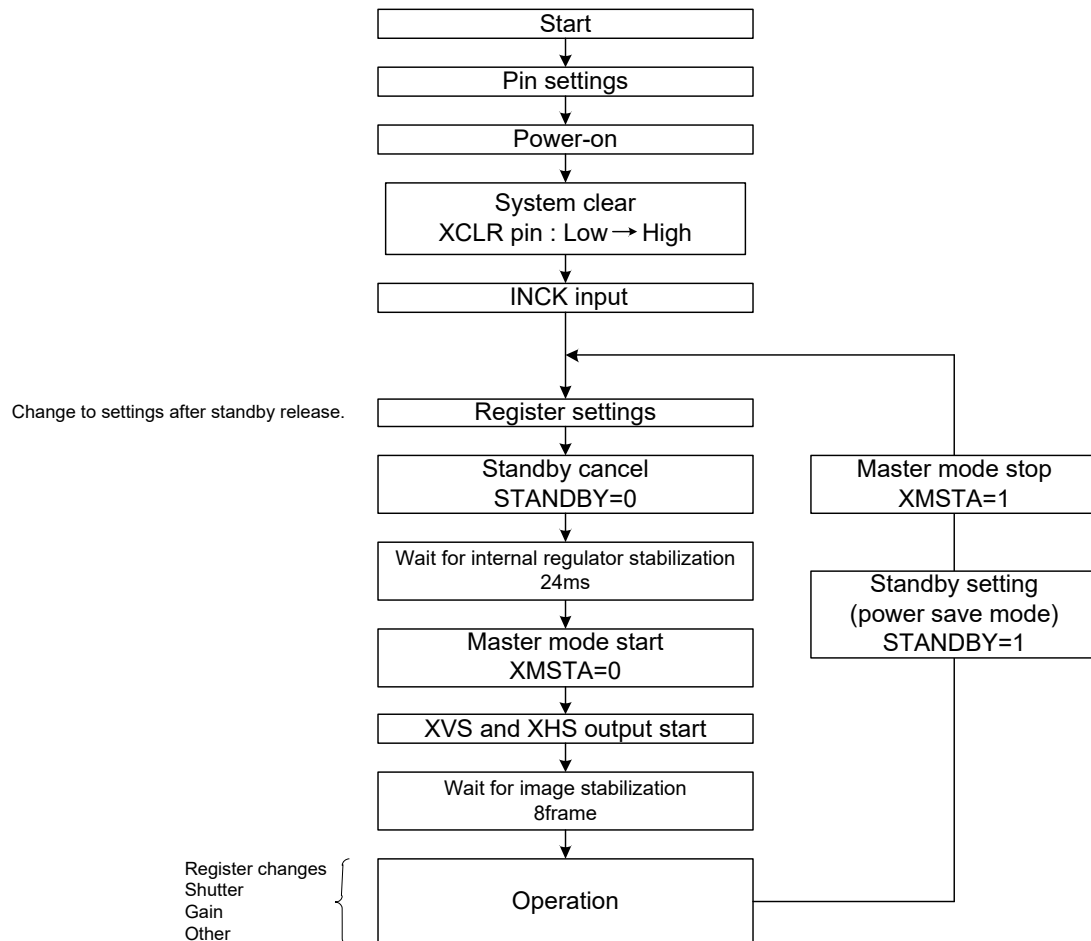 Start
Pin settings
Power-on
System clear
XCLR pin : Low → High
INCK input
Change to settings after standby release.
Register settings
Standby cancel
STANDBY=0
Wait for internal regulator stabilization
24ms
Master mode start
XMSTA=0
XVS and XHS output start
Wait for image stabilization
8frame
Register changes
Shutter
Gain
Other
Operation
Master mode stop
XMSTA=1
Standby setting
(power save mode)
STANDBY=1